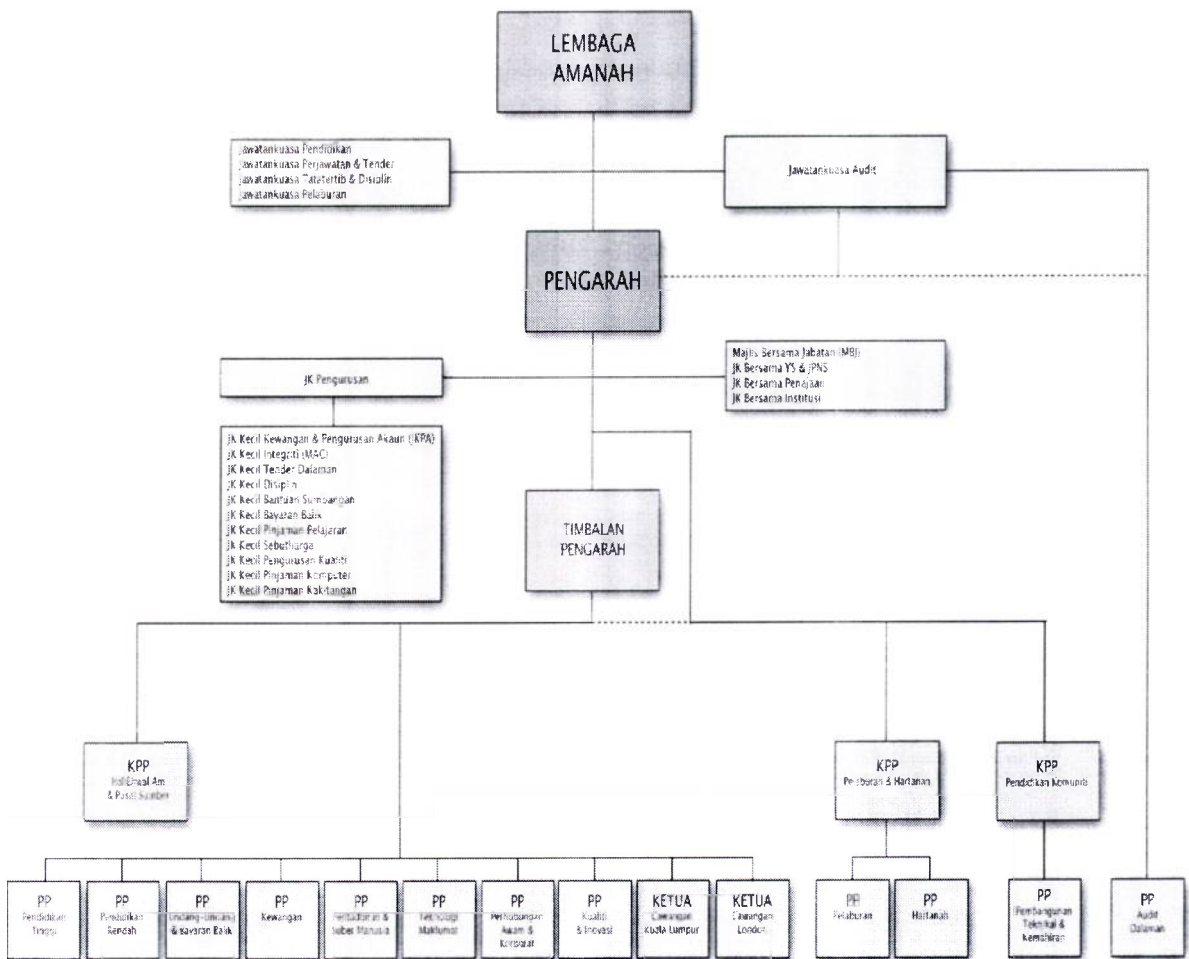 LEMBAGA
AMANAH
Jawatankuasa Pendidikan
Jawatankuasa Perjawatan & Tender
Jawatankuasa Tatatertib & Disiplin
Jawatankuasa Pelaburan
Jawatankuasa Audit
PENGARAH
JK Pengurusan
Majlis Bersama Jabatan (MBJ)
JK Bersama YS & JPNS
JK Bersama Penajaan
JK Bersama Institusi
JK Kecil Kewangan & Pengurusan Akaun (JKPA)
JK Kecil Integriti (MAC)
JK Kecil Tender Dalaman
JK Kecil Disiplin
JK Kecil Bantuan Sumbangan
JK Kecil Bayaran Balik
JK Kecil Pinjaman Pelajaran
JK Kecil Sebutharga
JK Kecil Pengurusan Kualiti
JK Kecil Pinjaman Komputer
JK Kecil Pinjaman Kakitangan
TIMBALAN
PENGARAH
KPP
Hal Ehwal Am
& Pusat Sumber
KPP
Pelaburan & Hartanah
KPP
Pendidikan Komuniti
PP
Pendidikan
Tinggi
PP
Pendidikan
Rendah
PP
Undang-Undang
& Bayaran Balik
PP
Kewangan
PP
Pentadbiran &
Sumber Manusia
PP
Teknologi
Maklumat
PP
Perhubungan
Awam &
Korporat
PP
Kualiti
& Inovasi
KETUA
Cawangan
Kuala Lumpur
KETUA
Cawangan
London
PP
Pelaburan
PP
Hartanah
PP
Pembangunan
Teknikal &
Kemahiran
PP
Audit
Dalaman